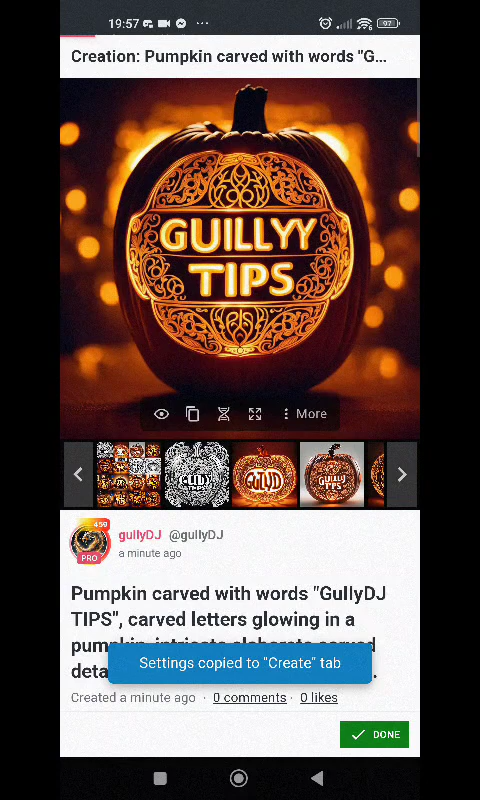 19:57
97
Creation: Pumpkin carved with words "G...
GUILLYY
TIPS
More
459
PRO
gullyDJ @gullyDJ
a minute ago
Pumpkin carved with words "GullyDJ
TIPS", carved letters glowing in a
Settings copied to "Create" tab
Created a minute ago · 0 comments · 0 likes
DONE